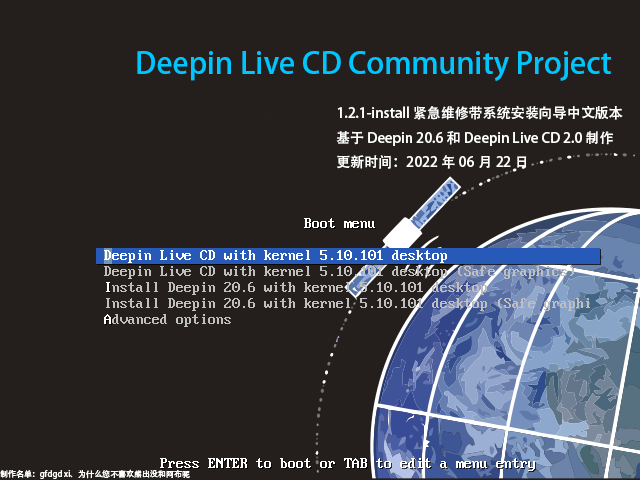 Deepin Live CD Community Project
1.2.1-install 紧急维修带系统安装向导中文版本
基于 Deepin 20.6 和 Deepin Live CD 2.0 制作
更新时间：2022 年 06 月 22 日
Boot menu
Deepin Live CD with kernel 5.10.101 desktop
Deepin Live CD with kernel 5.10.101 desktop (Safe graphics)
Install Deepin 20.6 with kernel 5.10.101 desktop
Install Deepin 20.6 with kernel 5.10.101 desktop (Safe graphi
Advanced options
Press ENTER to boot or TAB to edit a menu entry
制作名单：gfdgd xi、为什么您不喜欢熊出没和阿布呢